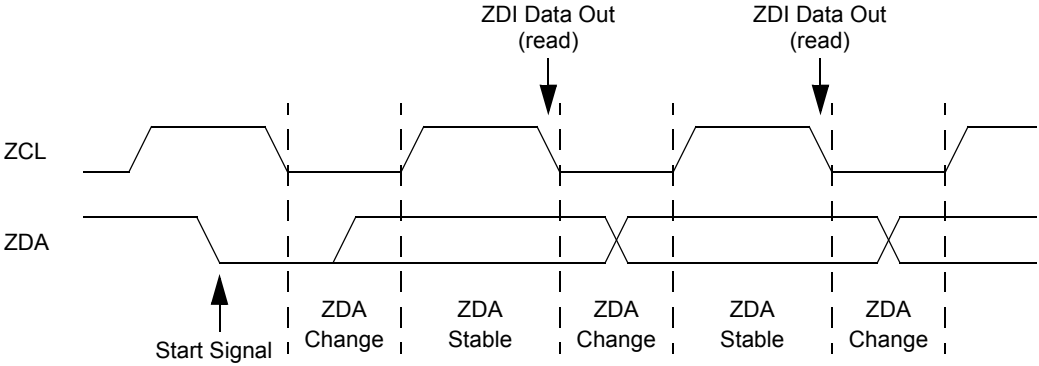 ZDI Data Out
(read)
ZDI Data Out
(read)
ZCL
ZDA
Start Signal
ZDA
Change
ZDA
Stable
ZDA
Change
ZDA
Stable
ZDA
Change